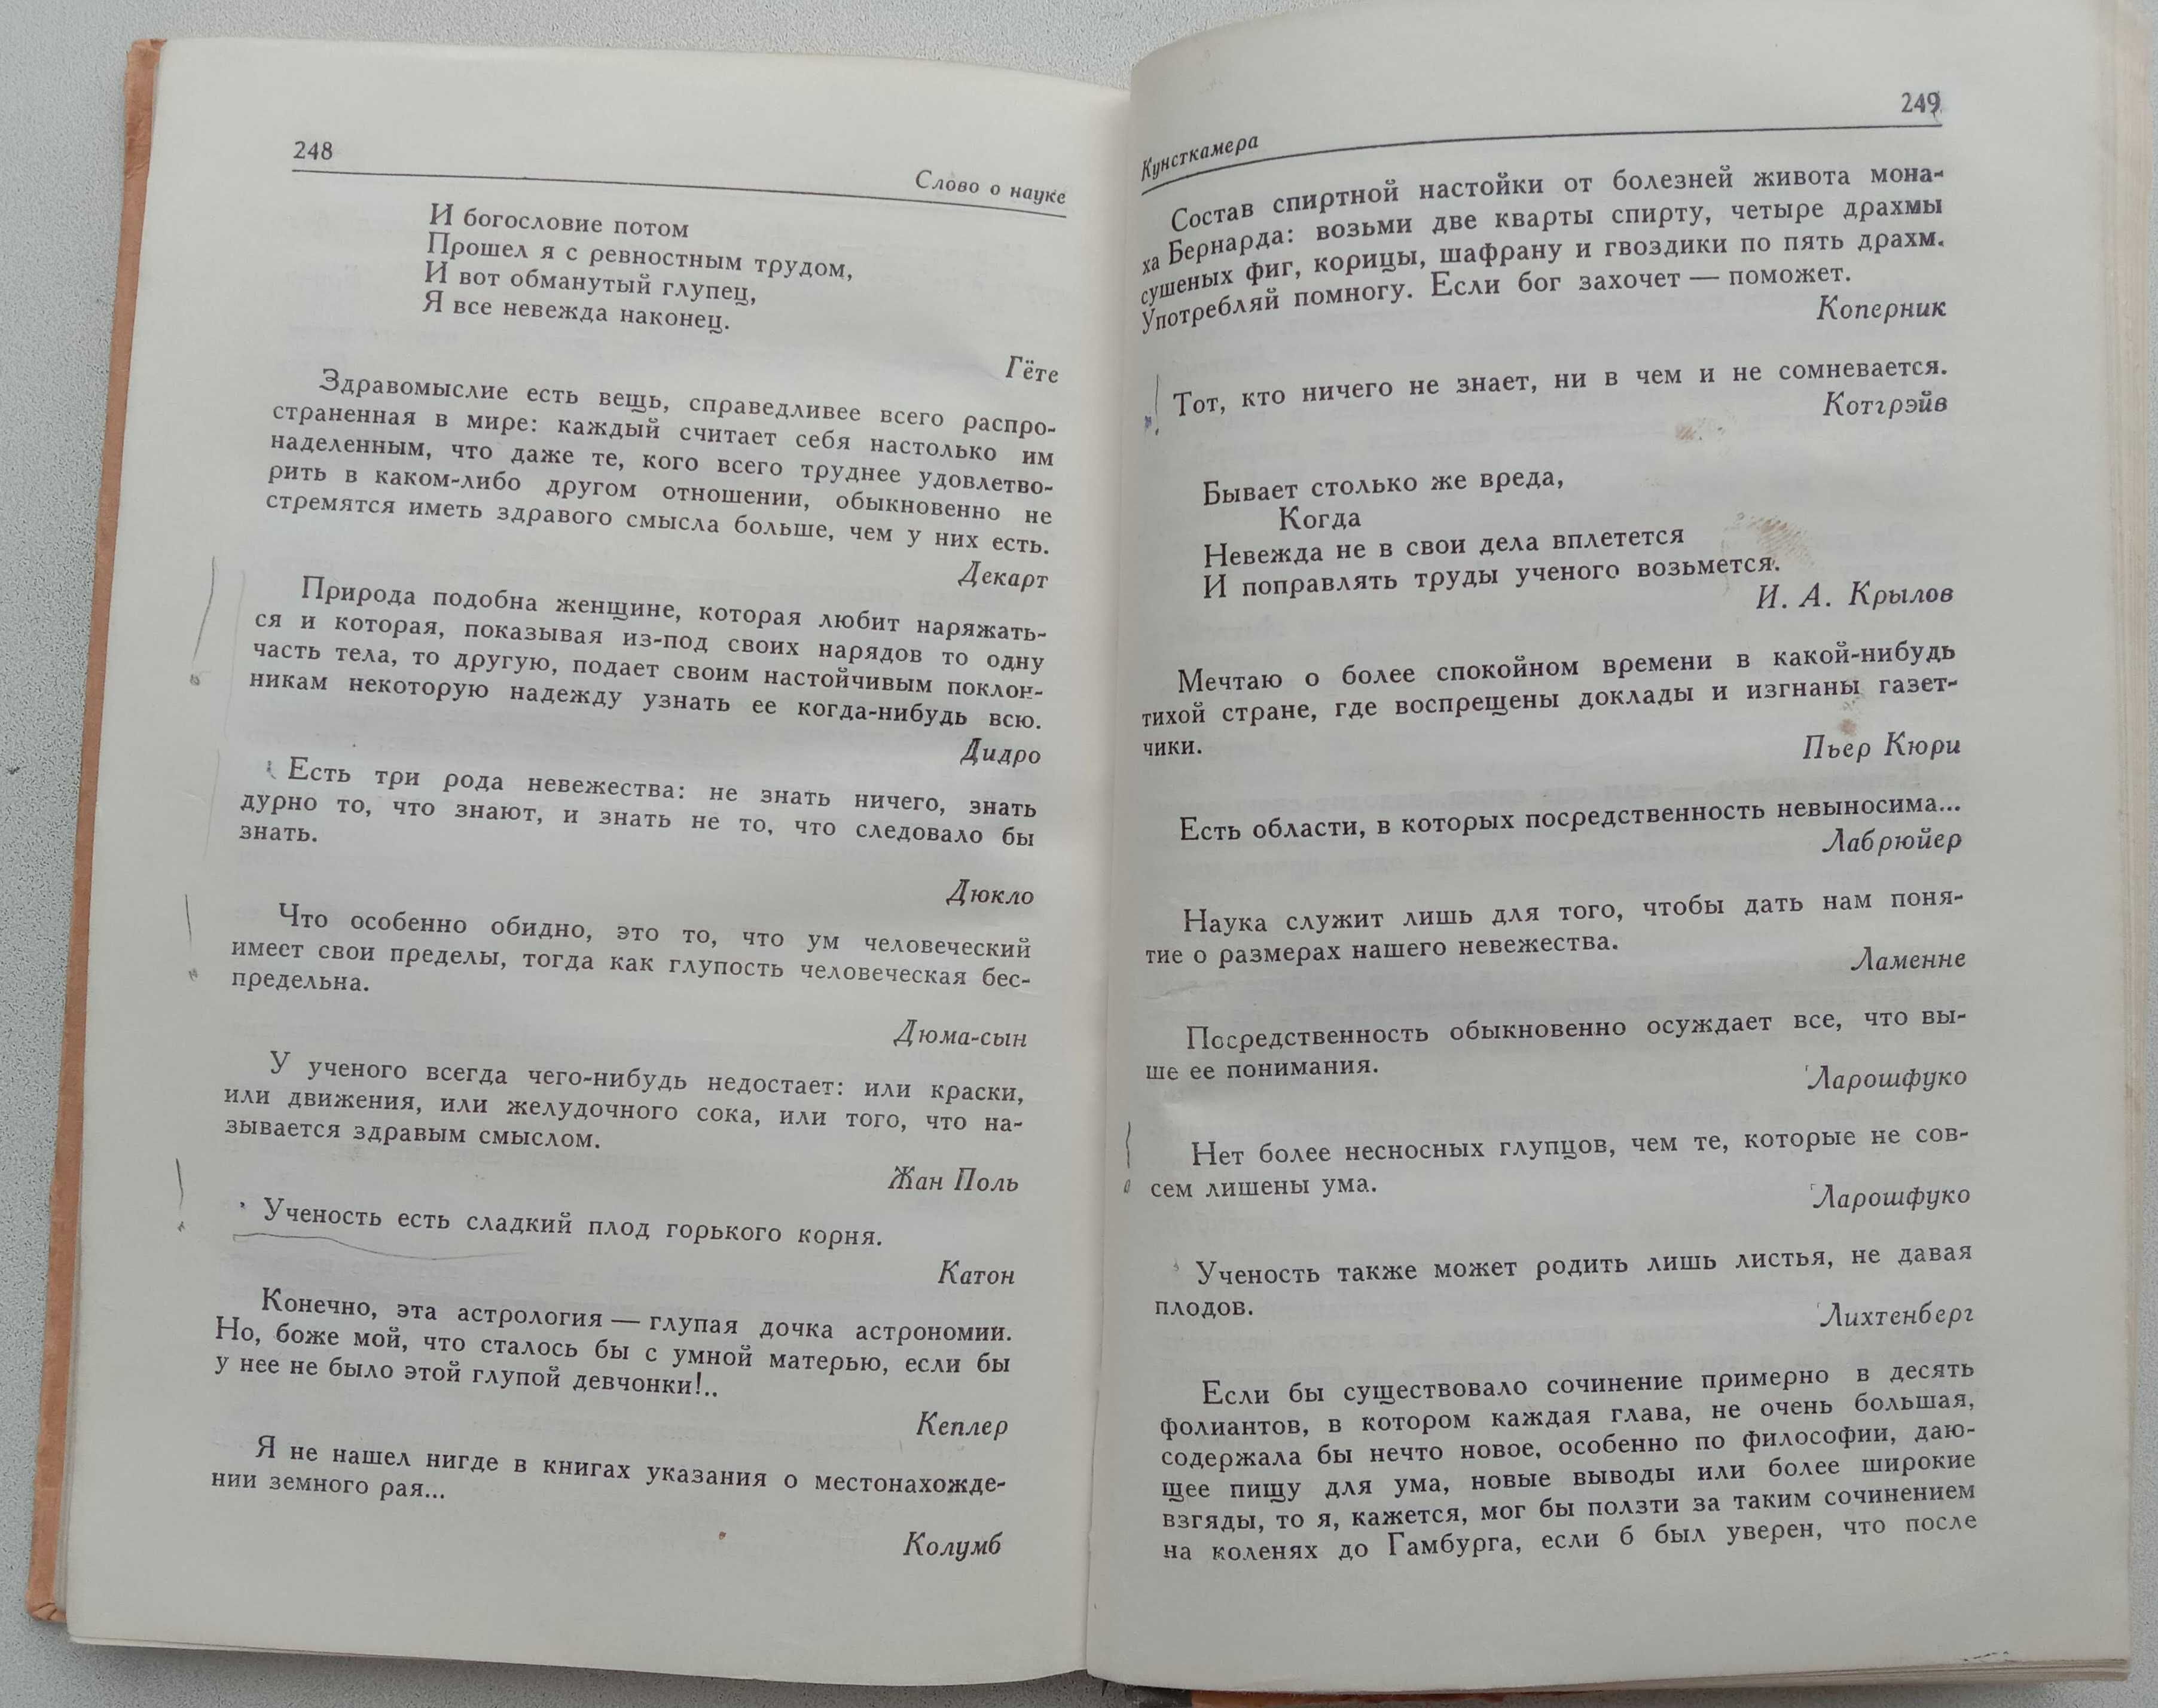 248
Слово о науке
И богословие потом
Прошел я с ревностным трудом,
И вот обманутый глупец,
Я все невежда наконец.
Гёте
Здравомыслие есть вещь, справедливее всего распро-
страненная в мире: каждый считает себя настолько им
наделенным, что даже те, кого всего труднее удовлетво-
рить в каком-либо другом отношении, обыкновенно не
стремятся иметь здравого смысла больше, чем у них есть.
Декарт
Природа подобна женщине, которая любит наряжать-
ся и которая, показывая из-под своих нарядов то одну
часть тела, то другую, подает своим настойчивым поклон-
никам некоторую надежду узнать ее когда-нибудь всю.
Дидро
Есть три рода невежества: не знать ничего, знать
дурно то, что знают, и знать не то, что следовало бы
знать.
Дюкло
Что особенно обидно, это то, что ум человеческий
имеет свои пределы, тогда как глупость человеческая бес-
предельна.
Дюма-сын
У ученого всегда чего-нибудь недостает: или краски,
или движения, или желудочного сока, или того, что на-
зывается здравым смыслом.
Жан Поль
Ученость есть сладкий плод горького корня.
Катон
Конечно, эта астрология — глупая дочка астрономии.
Но, боже мой, что сталось бы с умной матерью, если бы
у нее не было этой глупой девчонки!..
Кеплер
Я не нашел нигде в книгах указания о местонахожде-
нии земного рая...
Колумб
249
Кунсткамера
Состав спиртной настойки от болезней живота мона-
ха Бернарда: возьми две кварты спирту, четыре драхмы
сушеных фиг, корицы, шафрану и гвоздики по пять драхм.
Употребляй помногу. Если бог захочет — поможет.
Коперник
Тот, кто ничего не знает, ни в чем и не сомневается.
Котгрэйв
Бывает столько же вреда,
Когда
Невежда не в свои дела вплетется
И поправлять труды ученого возьмется.
И. А. Крылов
Мечтаю о более спокойном времени в какой-нибудь
тихой стране, где воспрещены доклады и изгнаны газет-
чики.
Пьер Кюри
Есть области, в которых посредственность невыносима...
Лабрюйер
Наука служит лишь для того, чтобы дать нам поня-
тие о размерах нашего невежества.
Ламенне
Посредственность обыкновенно осуждает все, что вы-
ше ее понимания.
Ларошфуко
Нет более несносных глупцов, чем те, которые не сов-
сем лишены ума.
Ларошфуко
Ученость также может родить лишь листья, не давая
плодов.
Лихтенберг
Если бы существовало сочинение примерно в десять
фолиантов, в котором каждая глава, не очень большая,
содержала бы нечто новое, особенно по философии, даю-
щее пищу для ума, новые выводы или более широкие
взгяды, то я, кажется, мог бы ползти за таким сочинением
на коленях до Гамбурга, если б был уверен, что после